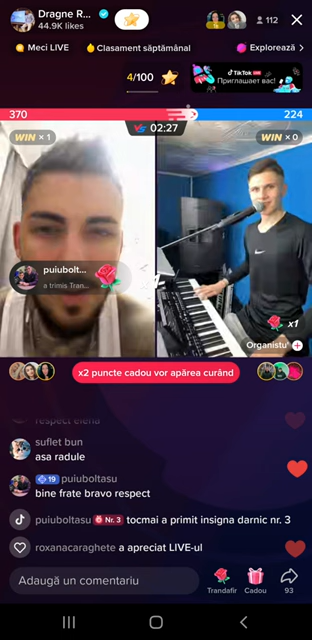 Dragne R...
44.9K likes
112
Meci LIVE
Clasament săptămânal
Explorează
4/100
TikTok LIVE
Приглашает вас!
370
224
WIN × 1
02:27
WIN × 0
puiubolt...
a trimis Tran...
x1
Organistu'
x2 puncte cadou vor apărea curând
respect elena
suflet bun
asa radule
19 puiuboltasu
bine frate bravo respect
puiuboltasu Nr. 3 tocmai a primit insigna darnic nr. 3
roxanacaraghete a apreciat LIVE-ul
Adaugă un comentariu
Trandafir
Cadou
93